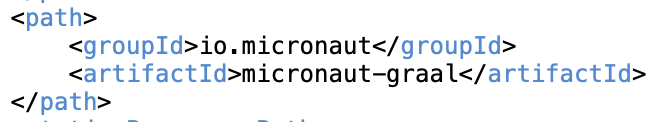 <path>
    <groupId>io.micronaut</groupId>
    <artifactId>micronaut-graal</artifactId>
</path>